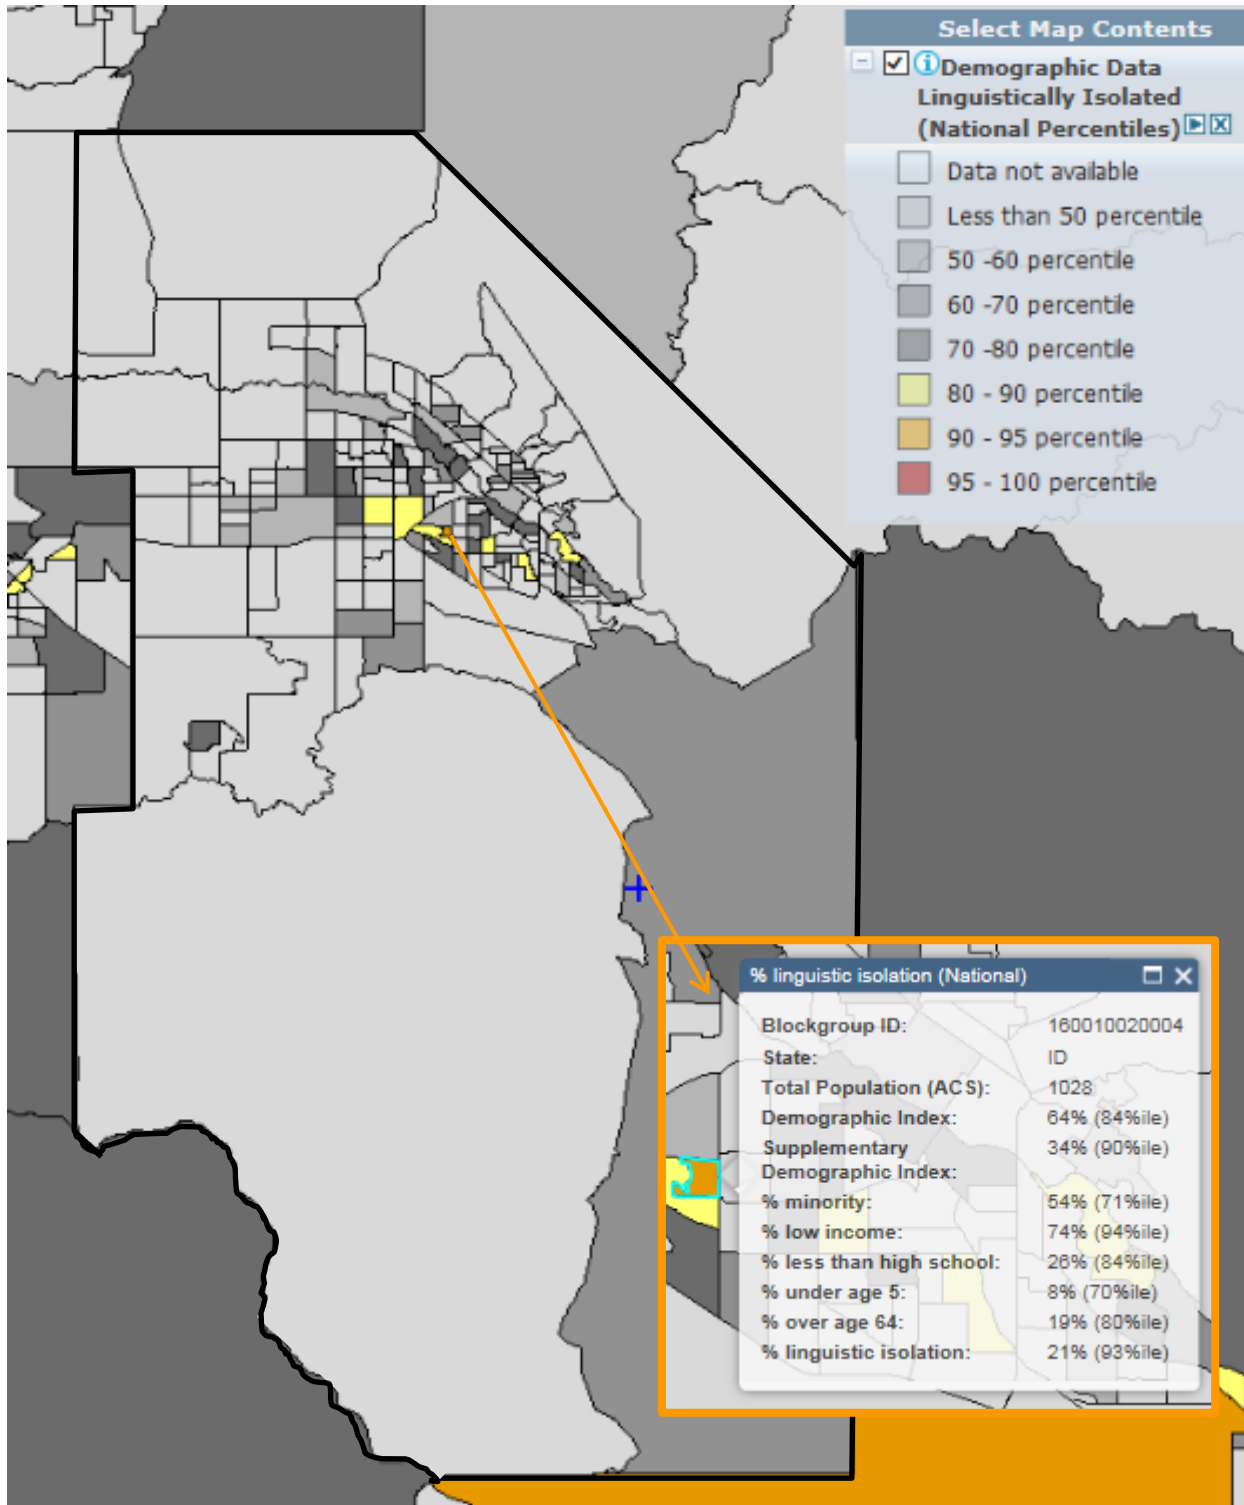 Select Map Contents
Demographic Data
Linguistically Isolated
(National Percentiles)
Data not available
Less than 50 percentile
50 -60 percentile
60 -70 percentile
70 -80 percentile
80 - 90 percentile
90 - 95 percentile
95 - 100 percentile
% linguistic isolation (National)
Blockgroup ID: 160010020004
State: ID
Total Population (ACS): 1028
Demographic Index: 64% (84%ile)
Supplementary 34% (90%ile)
Demographic Index:
% minority: 54% (71%ile)
% low income: 74% (94%ile)
% less than high school: 26% (84%ile)
% under age 5: 8% (70%ile)
% over age 64: 19% (80%ile)
% linguistic isolation: 21% (93%ile)